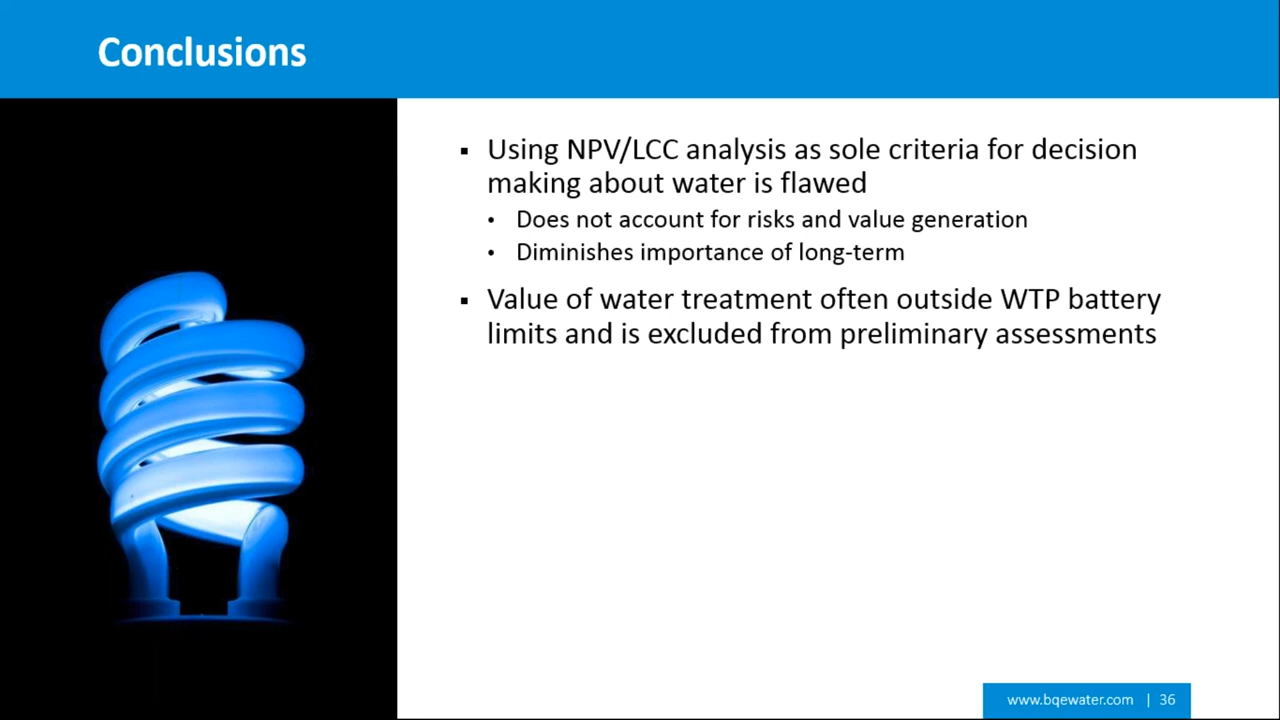 Conclusions
▪ Using NPV/LCC analysis as sole criteria for decision
making about water is flawed
• Does not account for risks and value generation
• Diminishes importance of long-term
▪ Value of water treatment often outside WTP battery
limits and is excluded from preliminary assessments
www.bqewater.com | 36